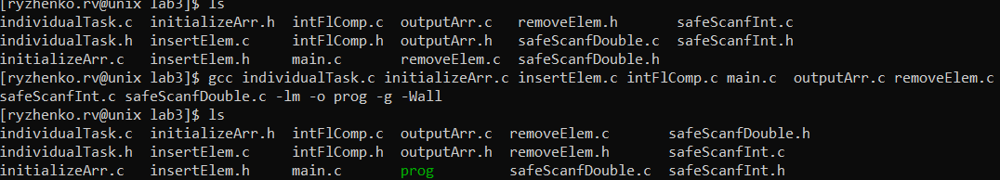 [ryzhenko.rv@unix lab3]$ ls
individualTask.c initializeArr.h intFlComp.c outputArr.c removeElem.h safeScanfInt.c
individualTask.h insertElem.c intFlComp.h outputArr.h safeScanfDouble.c safeScanfInt.h
initializeArr.c insertElem.h main.c removeElem.c safeScanfDouble.h
[ryzhenko.rv@unix lab3]$ gcc individualTask.c initializeArr.c insertElem.c intFlComp.c main.c  outputArr.c removeElem.c
safeScanfInt.c safeScanfDouble.c -lm -o prog -g -Wall
[ryzhenko.rv@unix lab3]$ ls
individualTask.c initializeArr.h intFlComp.c outputArr.c removeElem.c safeScanfDouble.h
individualTask.h insertElem.c intFlComp.h outputArr.h removeElem.h safeScanfInt.c
initializeArr.c insertElem.h main.c prog safeScanfDouble.c safeScanfInt.h